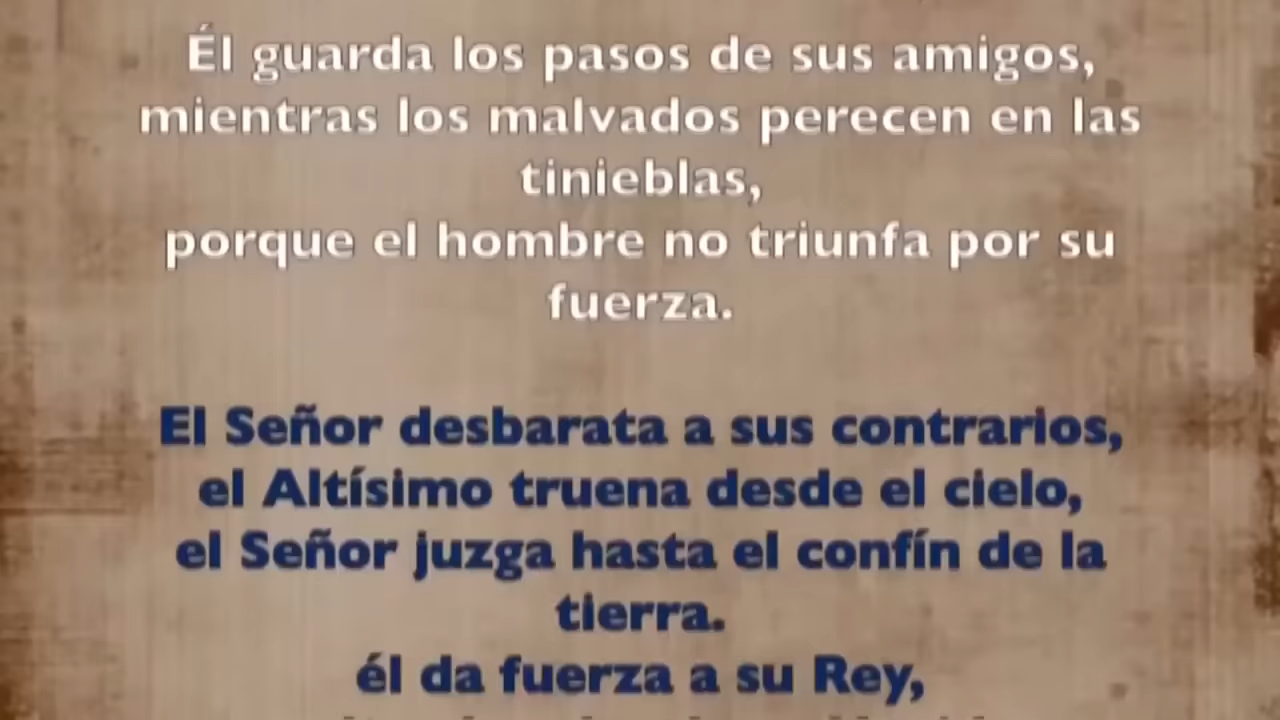 Él guarda los pasos de sus amigos,
mientras los malvados perecen en las
tinieblas,
porque el hombre no triunfa por su
fuerza.
El Señor desbarata a sus contrarios,
el Altísimo truena desde el cielo,
el Señor juzga hasta el confín de la
tierra.
él da fuerza a su Rey,